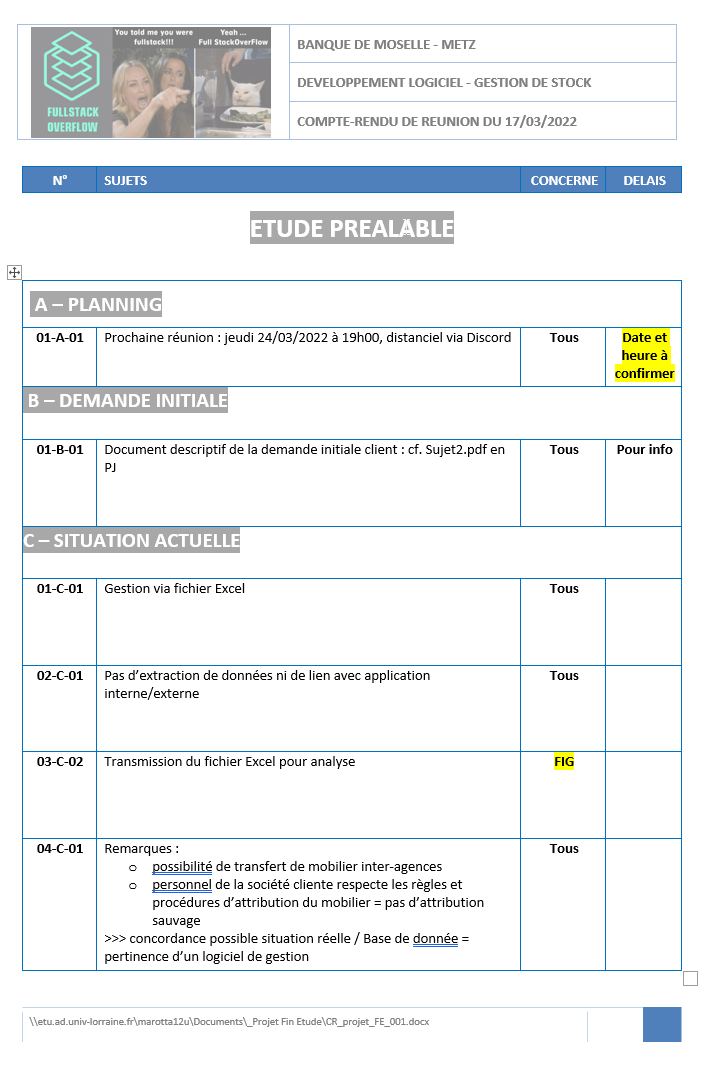 You told me you were
fullstack!!!
Yeah ...
Full StackOverFlow
FULLSTACK
OVERFLOW
BANQUE DE MOSELLE - METZ
DEVELOPPEMENT LOGICIEL - GESTION DE STOCK
COMPTE-RENDU DE REUNION DU 17/03/2022
N° SUJETS CONCERNE DELAIS
ETUDE PREALABLE
A – PLANNING
01-A-01 Prochaine réunion : jeudi 24/03/2022 à 19h00, distanciel via Discord Tous Date et
heure à
confirmer
B – DEMANDE INITIALE
01-B-01 Document descriptif de la demande initiale client : cf. Sujet2.pdf en Tous Pour info
PJ
C – SITUATION ACTUELLE
01-C-01 Gestion via fichier Excel Tous
02-C-01 Pas d’extraction de données ni de lien avec application Tous
interne/externe
03-C-02 Transmission du fichier Excel pour analyse FIG
04-C-01 Remarques : Tous
o possibilité de transfert de mobilier inter-agences
o personnel de la société cliente respecte les règles et
procédures d’attribution du mobilier = pas d’attribution
sauvage
>>> concordance possible situation réelle / Base de donnée =
pertinence d’un logiciel de gestion
\\etu.ad.univ-lorraine.fr\marotta12u\Documents\_Projet Fin Etude\CR_projet_FE_001.docx